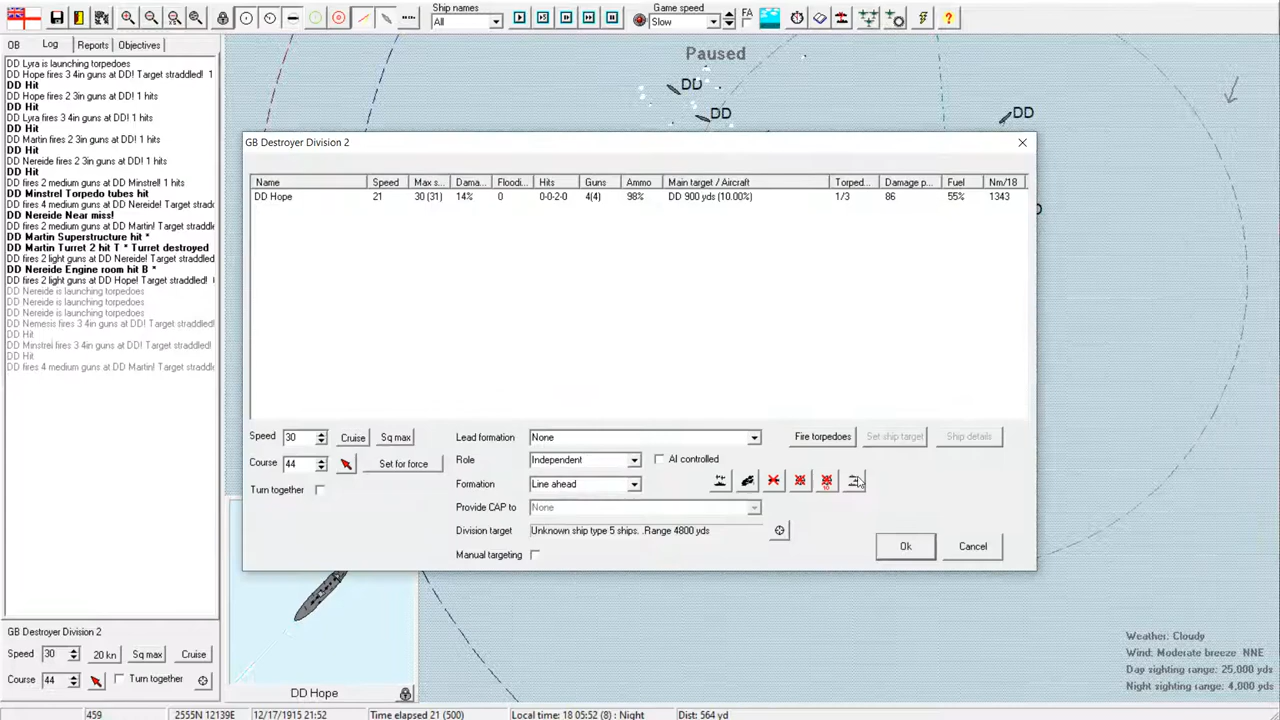 Ship names
All
Game speed
Slow
FA
OB
Log
Reports
Objectives
Paused
DD
DD
DD
DD Lyra is launching torpedoes
DD Hope fires 3 4in guns at DD! Target straddled! 1
DD Hit
DD Hope fires 2 3in guns at DD! 1 hits
DD Hit
DD Lyra fires 3 4in guns at DD! 1 hits
DD Hit
DD Martin fires 2 3in guns at DD! 1 hits
DD Hit
DD Nereide fires 2 3in guns at DD! 1 hits
DD Hit
DD fires 2 medium guns at DD Minstrel! 1 hits
DD Minstrel Torpedo tubes hit
DD fires 4 medium guns at DD Nereide! Target
DD Nereide Near miss!
DD fires 2 medium guns at DD Martin! 1 hits
DD Martin Superstructure hit *
DD Martin Turret 2 hit T * Turret destroyed
DD fires 2 light guns at DD Nereide! Target straddled!
DD Nereide Engine room hit B *
DD fires 2 light guns at DD Hope! Target straddled!
DD Nereide is launching torpedoes
DD Nereide is launching torpedoes
DD Nereide is launching torpedoes
DD Nemesis fires 3 4in guns at DD! Target straddled!
DD Hit
DD Minstrel fires 3 4in guns at DD! Target straddled!
DD Hit
DD fires 4 medium guns at DD Martin! Target straddl
GB Destroyer Division 2
Name Speed Max s... Dama... Floodi... Hits Guns Ammo Main target / Aircraft Torped... Damage p... Fuel Nm/18
DD Hope 21 30 (31) 14% 0 0-0-2-0 4(4) 98% DD 900 yds (10.00%) 1/3 86 55% 1343
Speed 30 Cruise Sq max
Course 44 Set for force
Turn together
Lead formation None
Role Independent AI controlled
Formation Line ahead
Provide CAP to None
Division target Unknown ship type 5 ships. .Range 4800 yds
Manual targeting
Fire torpedoes Set ship target Ship details
10
Ok Cancel
GB Destroyer Division 2
Speed 30 20 kn Sq max Cruise
Course 44 Turn together
DD Hope
Weather: Cloudy
Wind: Moderate breeze NNE
Day sighting range: 25,000 yds
Night sighting range: 4,000 yds
459 2555N 12139E 12/17/1915 21:52 Time elapsed 21 (500) Local time: 18 05:52 (8) : Night Dist: 564 yd